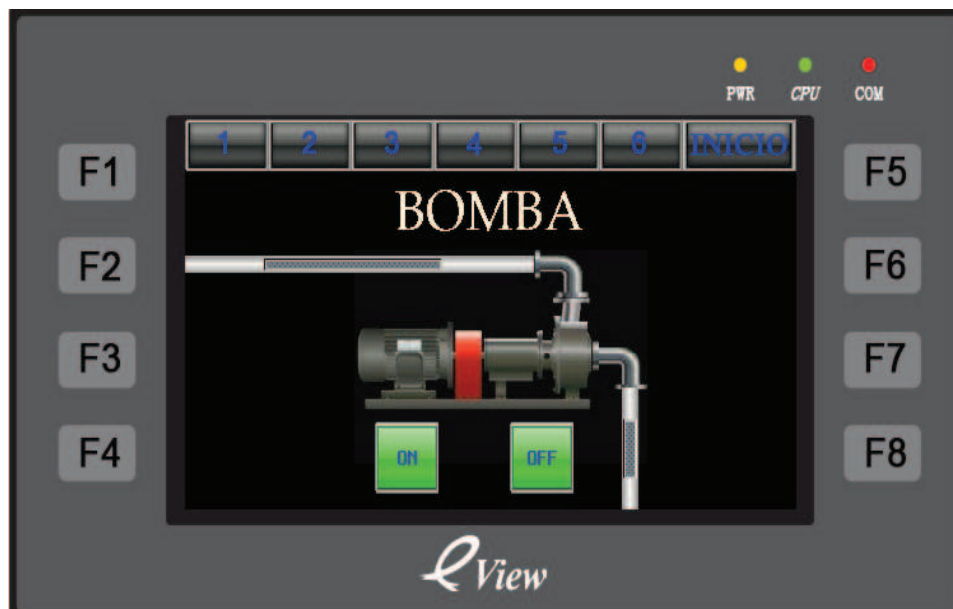 PWR CPU COM
1 2 3 4 5 6 INICIO
F1 F5
BOMBA
F2 F6
F3 F7
F4 ON OFF F8
eView